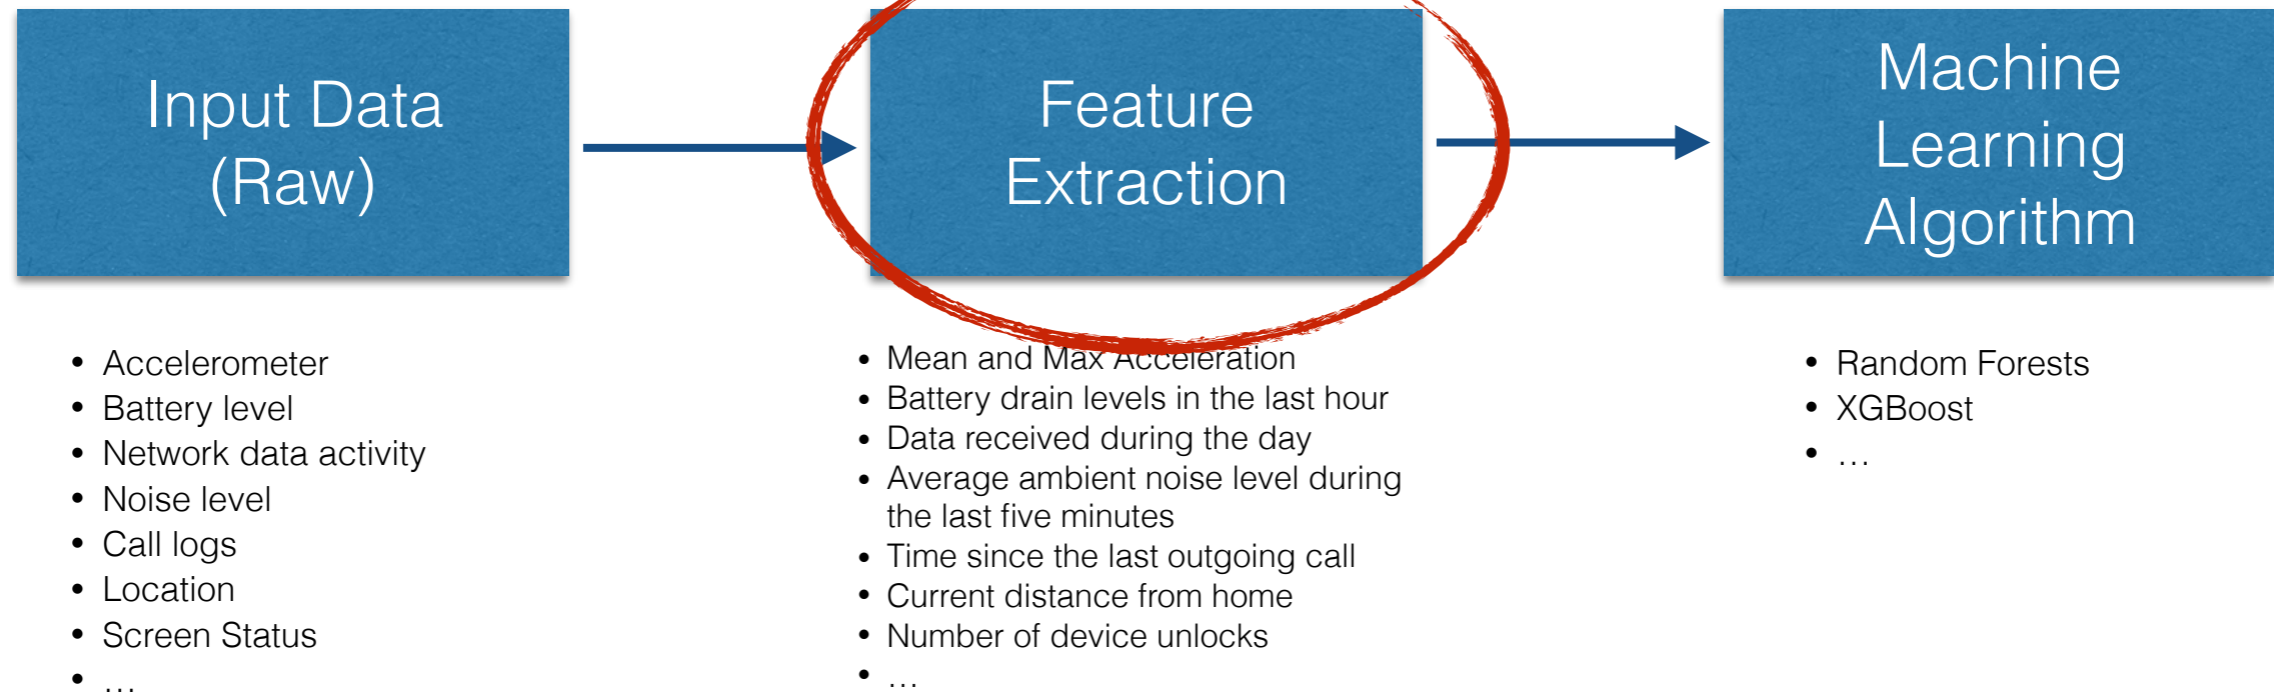 Input Data
(Raw)
Feature
Extraction
Machine
Learning
Algorithm
• Accelerometer
• Battery level
• Network data activity
• Noise level
• Call logs
• Location
• Screen Status
• …
• Mean and Max Acceleration
• Battery drain levels in the last hour
• Data received during the day
• Average ambient noise level during
the last five minutes
• Time since the last outgoing call
• Current distance from home
• Number of device unlocks
• …
• Random Forests
• XGBoost
• …